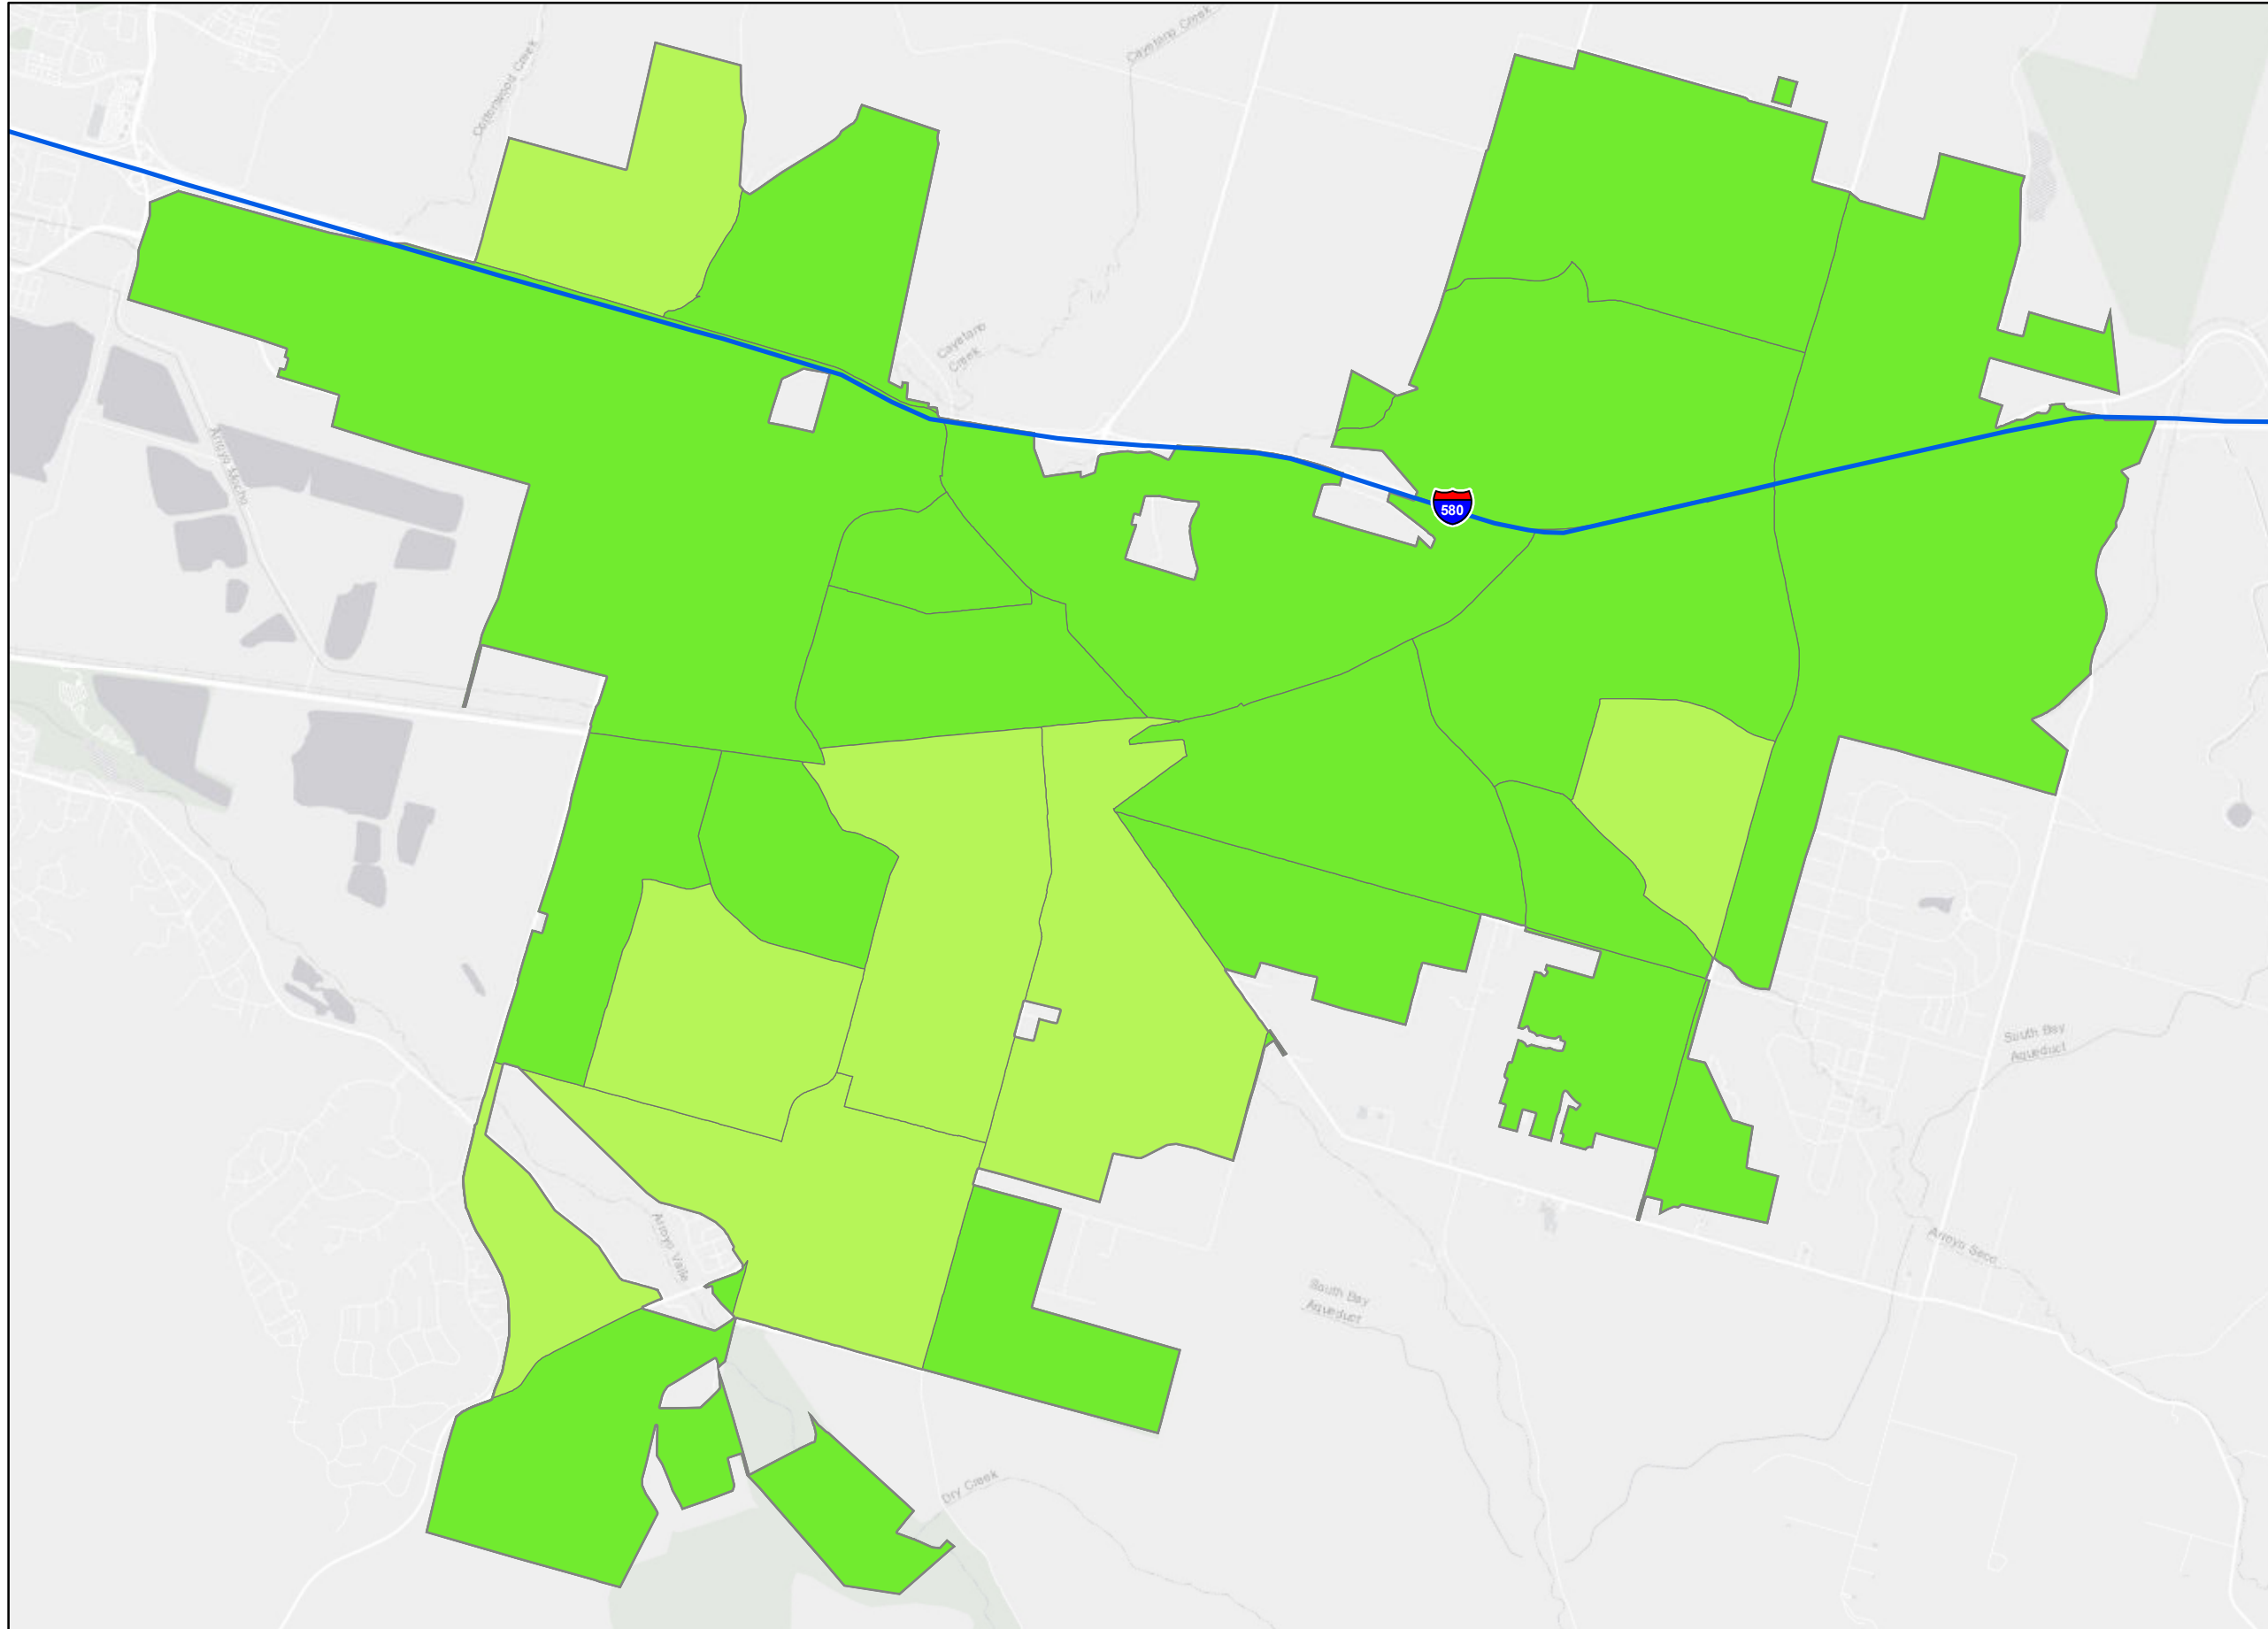 Cottonwood Creek
Cayetano Creek
Cayetano
Creek
Arroyo Mocho
580
South Bay
Aqueduct
Arroyo Valle
Arroyo Seco
South Bay
Aqueduct
Dry Creek